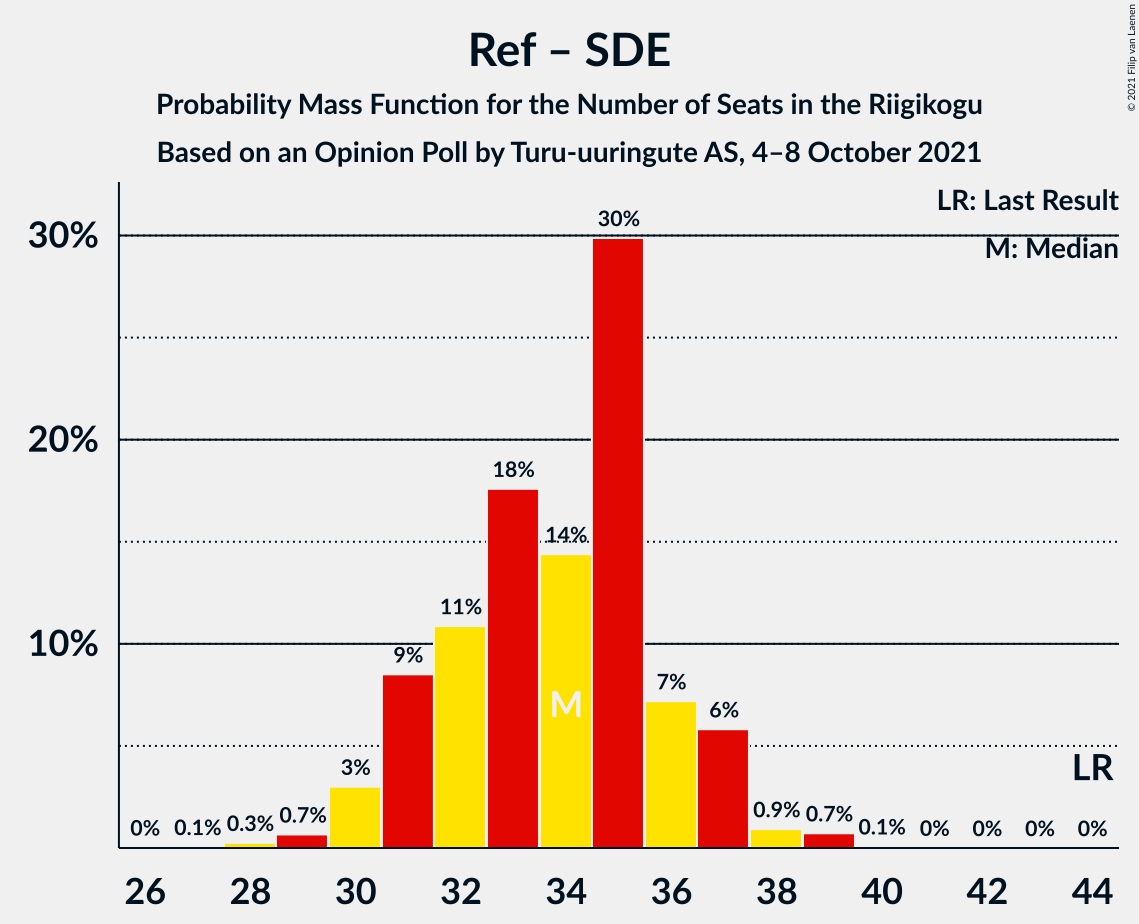 Ref – SDE
Probability Mass Function for the Number of Seats in the Riigikogu
Based on an Opinion Poll by Turu-uuringute AS, 4–8 October 2021
© 2021 Filip van Laenen
LR: Last Result
M: Median
30%
20%
10%
0%
0.1%
0.3%
0.7%
3%
9%
11%
18%
14%
30%
7%
6%
0.9%
0.7%
0.1%
0%
0%
0%
0%
M
LR
26 28 30 32 34 36 38 40 42 44